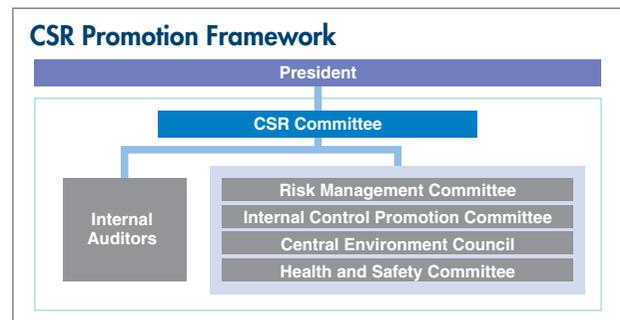 CSR Promotion Framework
President
CSR Committee
Internal
Auditors
Risk Management Committee
Internal Control Promotion Committee
Central Environment Council
Health and Safety Committee